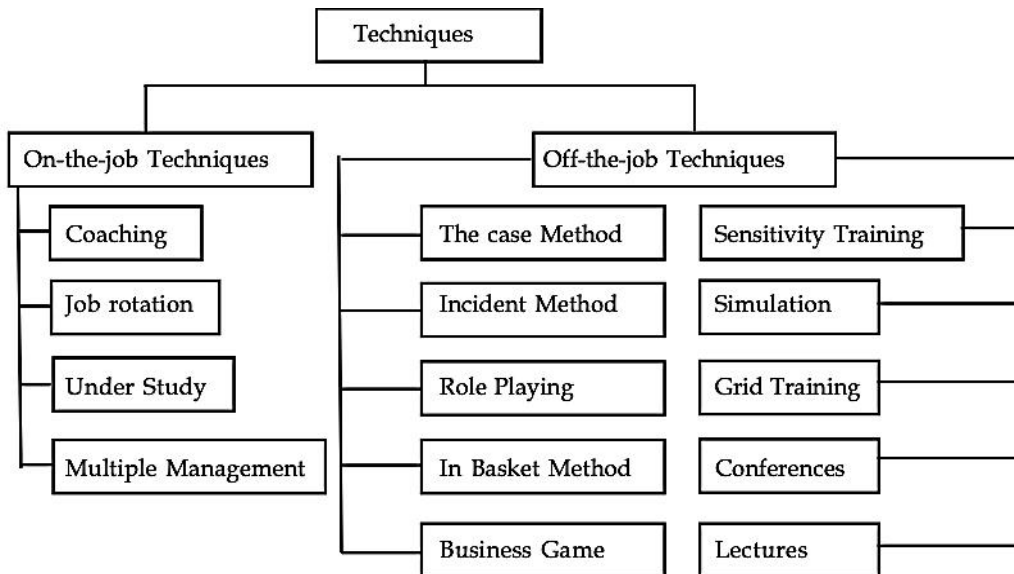 Techniques
On-the-job Techniques
Off-the-job Techniques
Coaching
Job rotation
Under Study
Multiple Management
The case Method
Incident Method
Role Playing
In Basket Method
Business Game
Sensitivity Training
Simulation
Grid Training
Conferences
Lectures